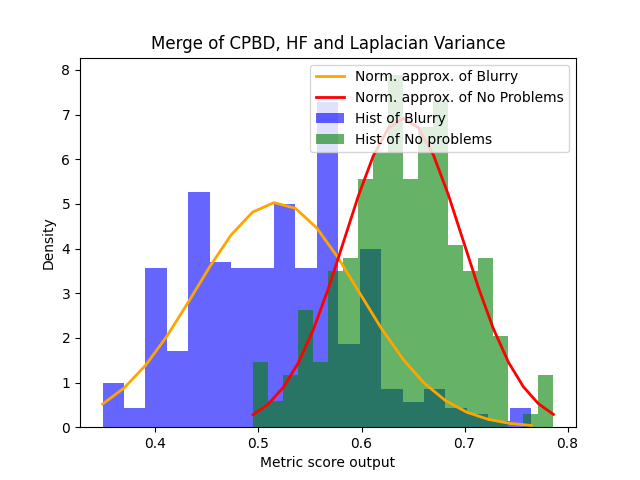 Merge of CPBD, HF and Laplacian Variance
Norm. approx. of Blurry
Norm. approx. of No Problems
Hist of Blurry
Hist of No problems
Density
8
7
6
5
4
3
2
1
0
0.4 0.5 0.6 0.7 0.8
Metric score output